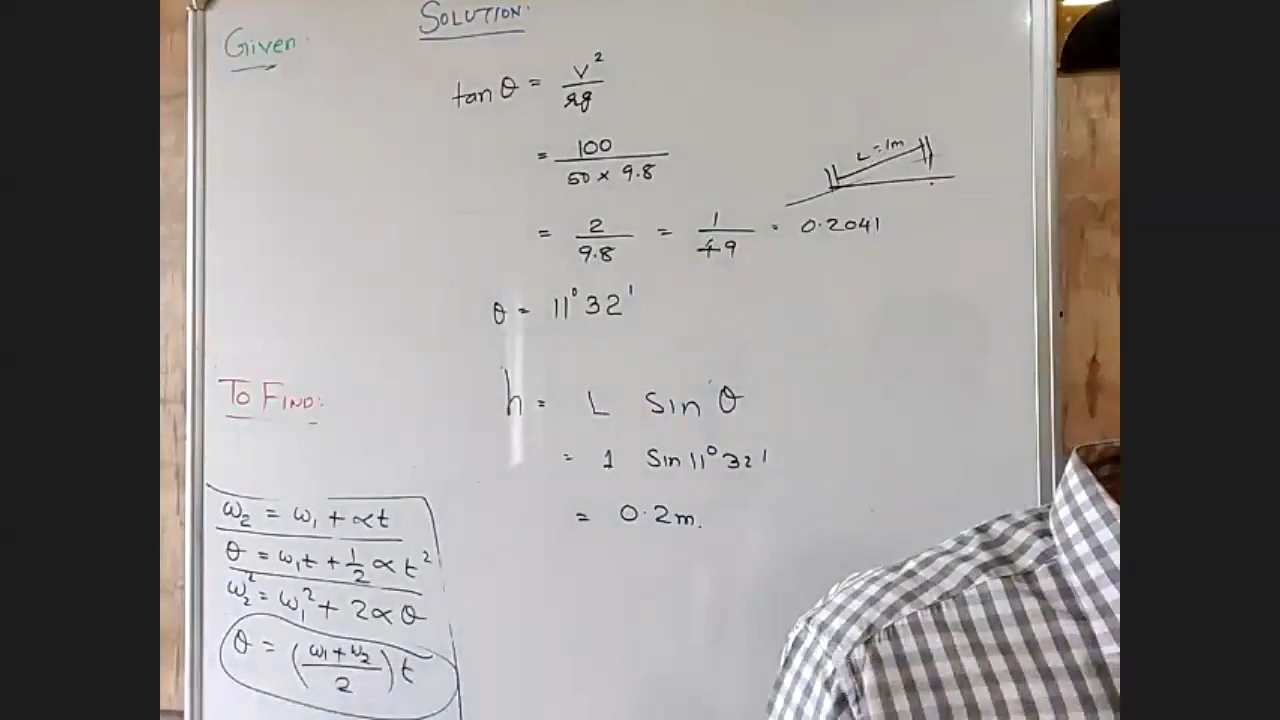 SOLUTION.
Given:
tan θ = v² / rg
= 100 / (50 × 9.8)
L = 1m
= 2 / 9.8 = 1 / 49 = 0.2041
θ = 11° 32'
TO FIND:
h = L Sin θ
= 1 Sin 11° 32'
= 0.2m.
ω₂ = ω₁ + αt
θ = ω₁t + ½ αt²
ω₂² = ω₁² + 2αθ
θ = ((ω₁ + ω₂) / 2) t